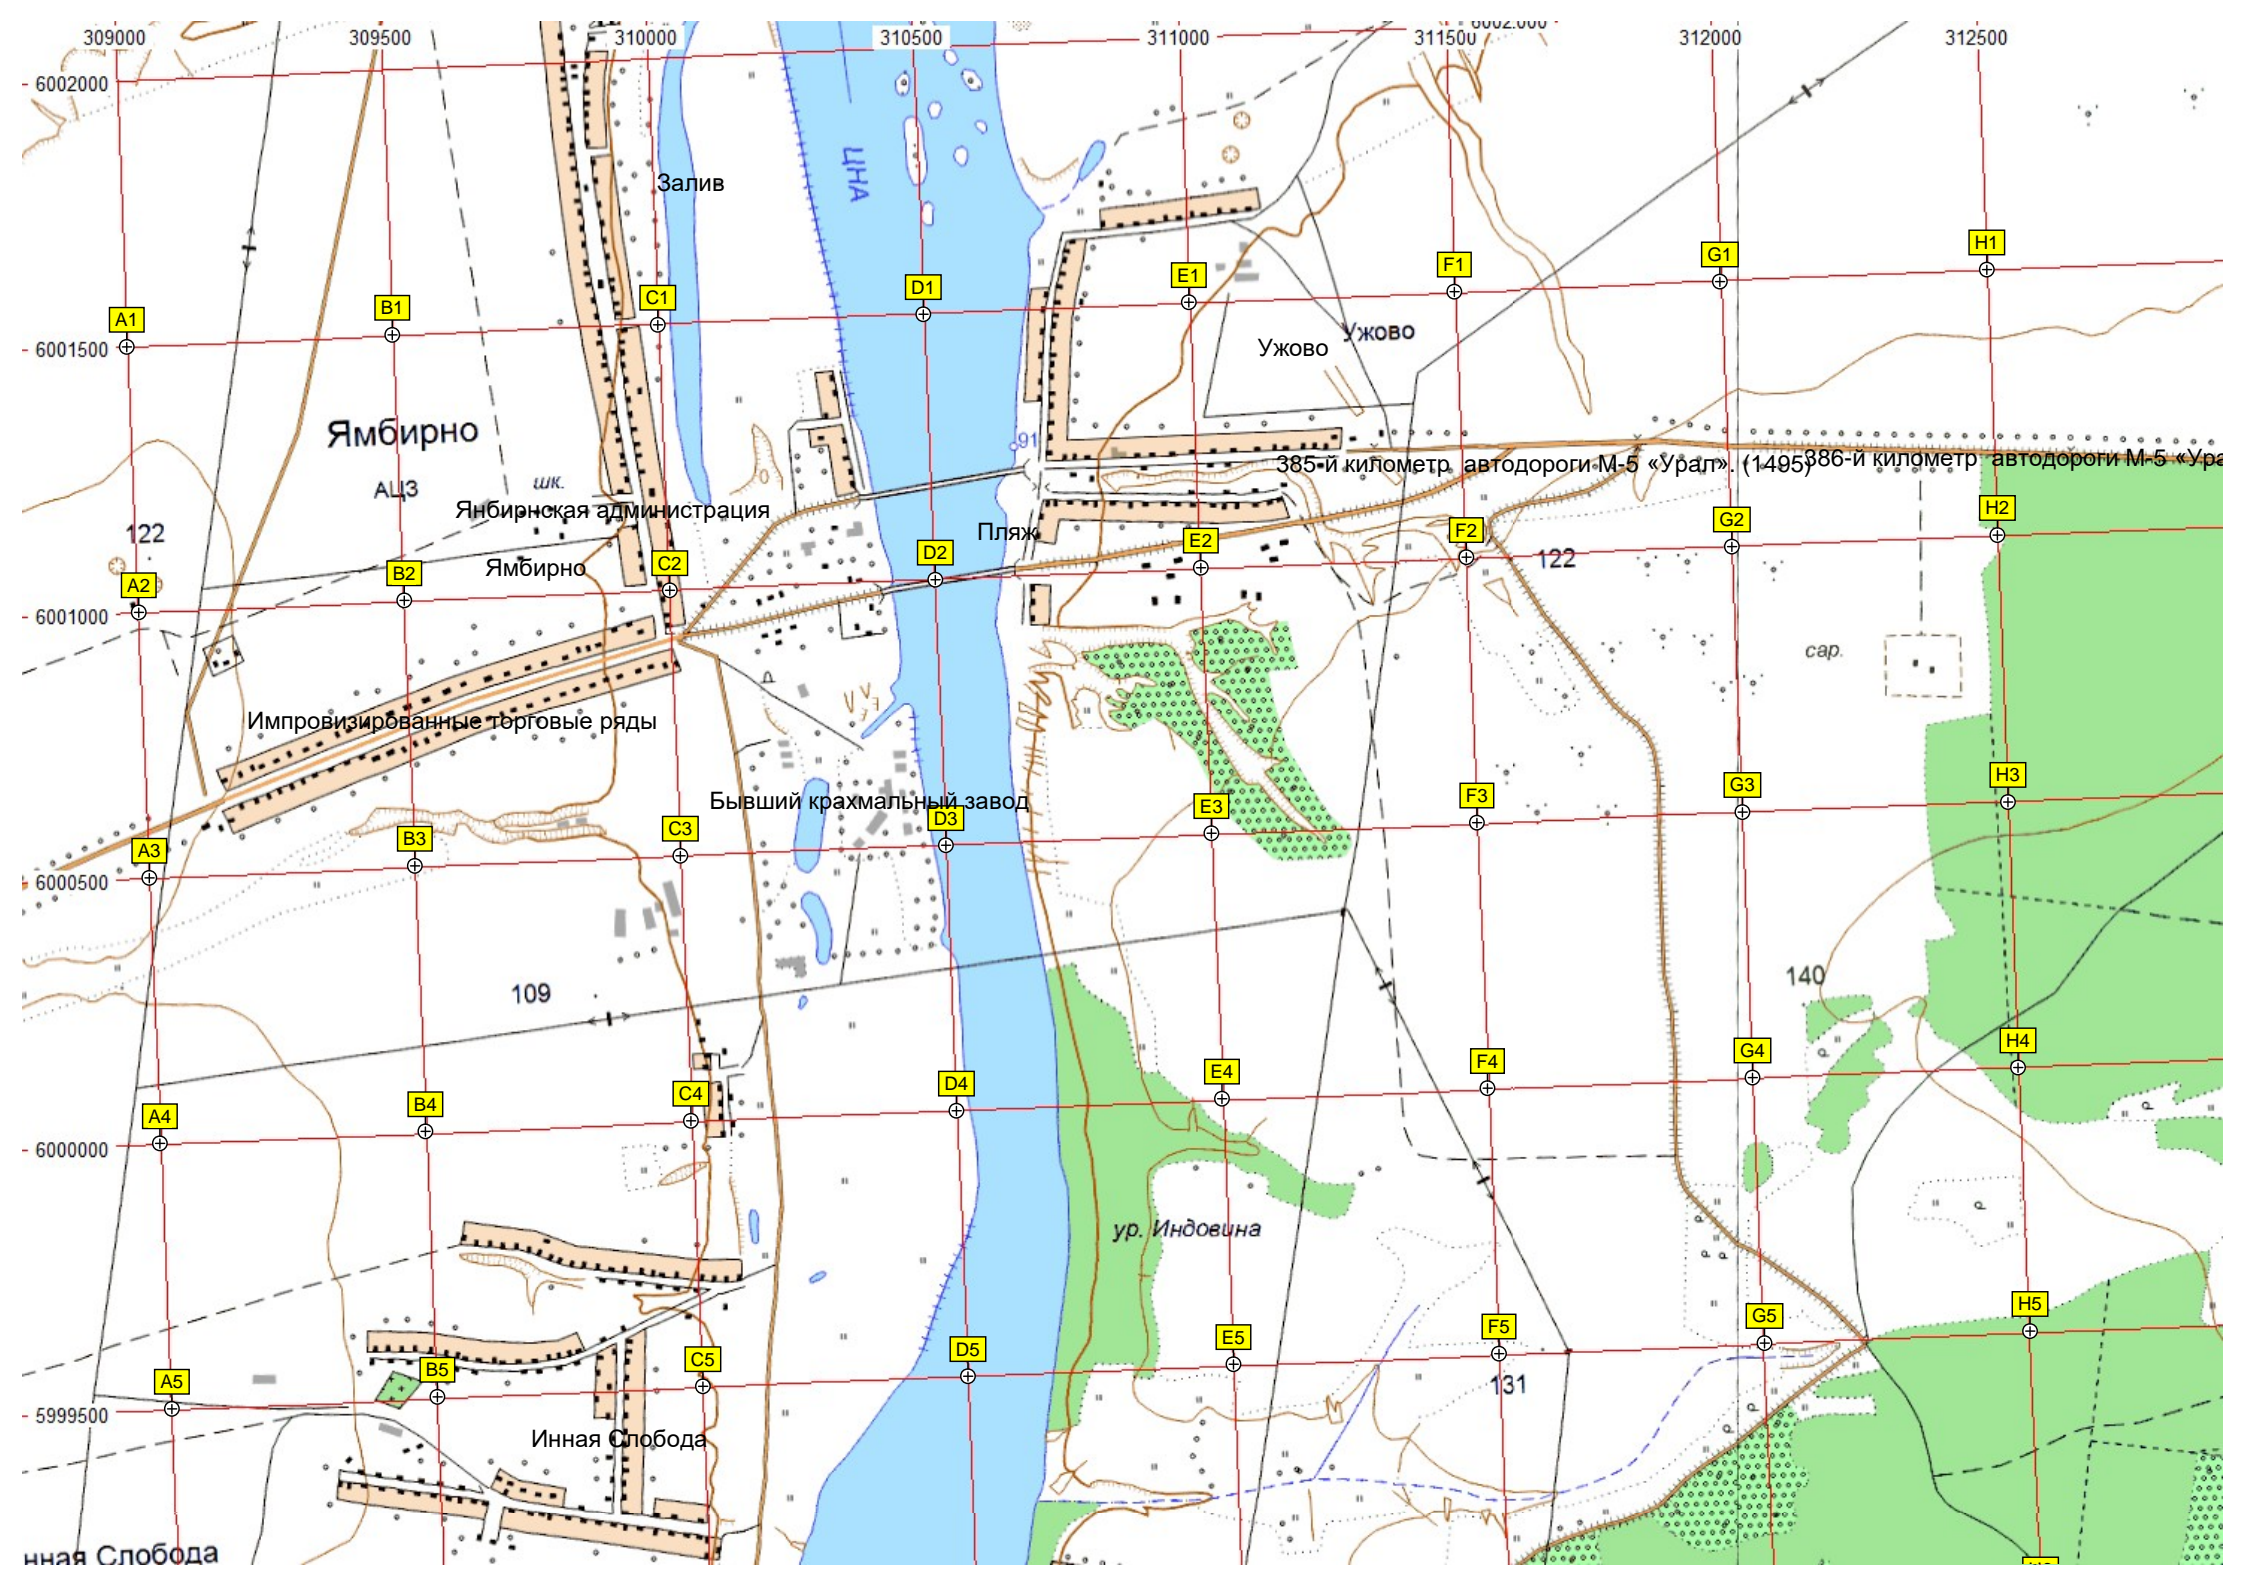 6002.000
309000 309500 310000 310500 311000 311500 312000 312500
6002000
ЦНА
Залив
H1
G1
F1
E1
D1
C1
B1
A1
6001500
Ужово
Ужово
Ямбирно
91
385-й километр автодороги М-5 «Урал». (1495)
386-й километр автодороги М-5 «Ура
АЦЗ
шк.
Янбирнская администрация
122
Пляж
H2
G2
F2
E2
D2
C2
B2
A2
122
Ямбирно
6001000
сар.
Импровизированные торговые ряды
Бывший крахмальный завод
H3
G3
F3
E3
D3
C3
B3
A3
6000500
140
109
H4
G4
F4
E4
D4
C4
B4
A4
6000000
ур. Индовина
H5
G5
F5
E5
D5
C5
B5
A5
131
5999500
Инная Слобода
нная Слобода